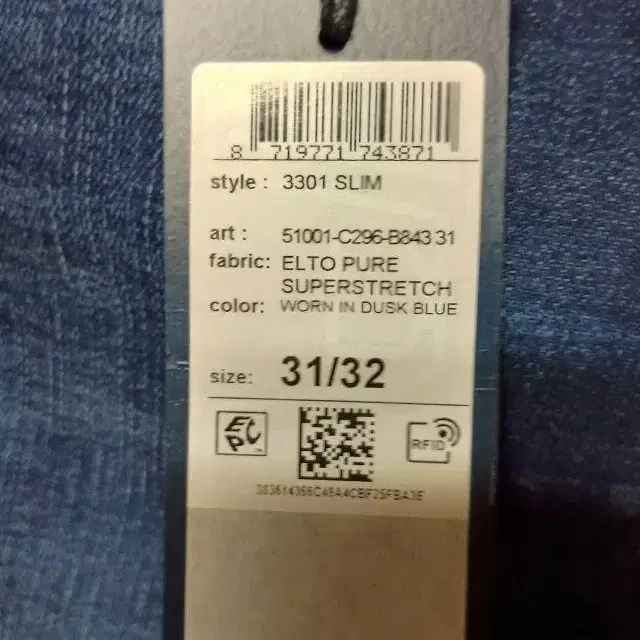 8 719771 743871
style : 3301 SLIM
art : 51001-C296-B843 31
fabric: ELTO PURE
SUPERSTRETCH
color: WORN IN DUSK BLUE
size: 31/32
EPC
RFID